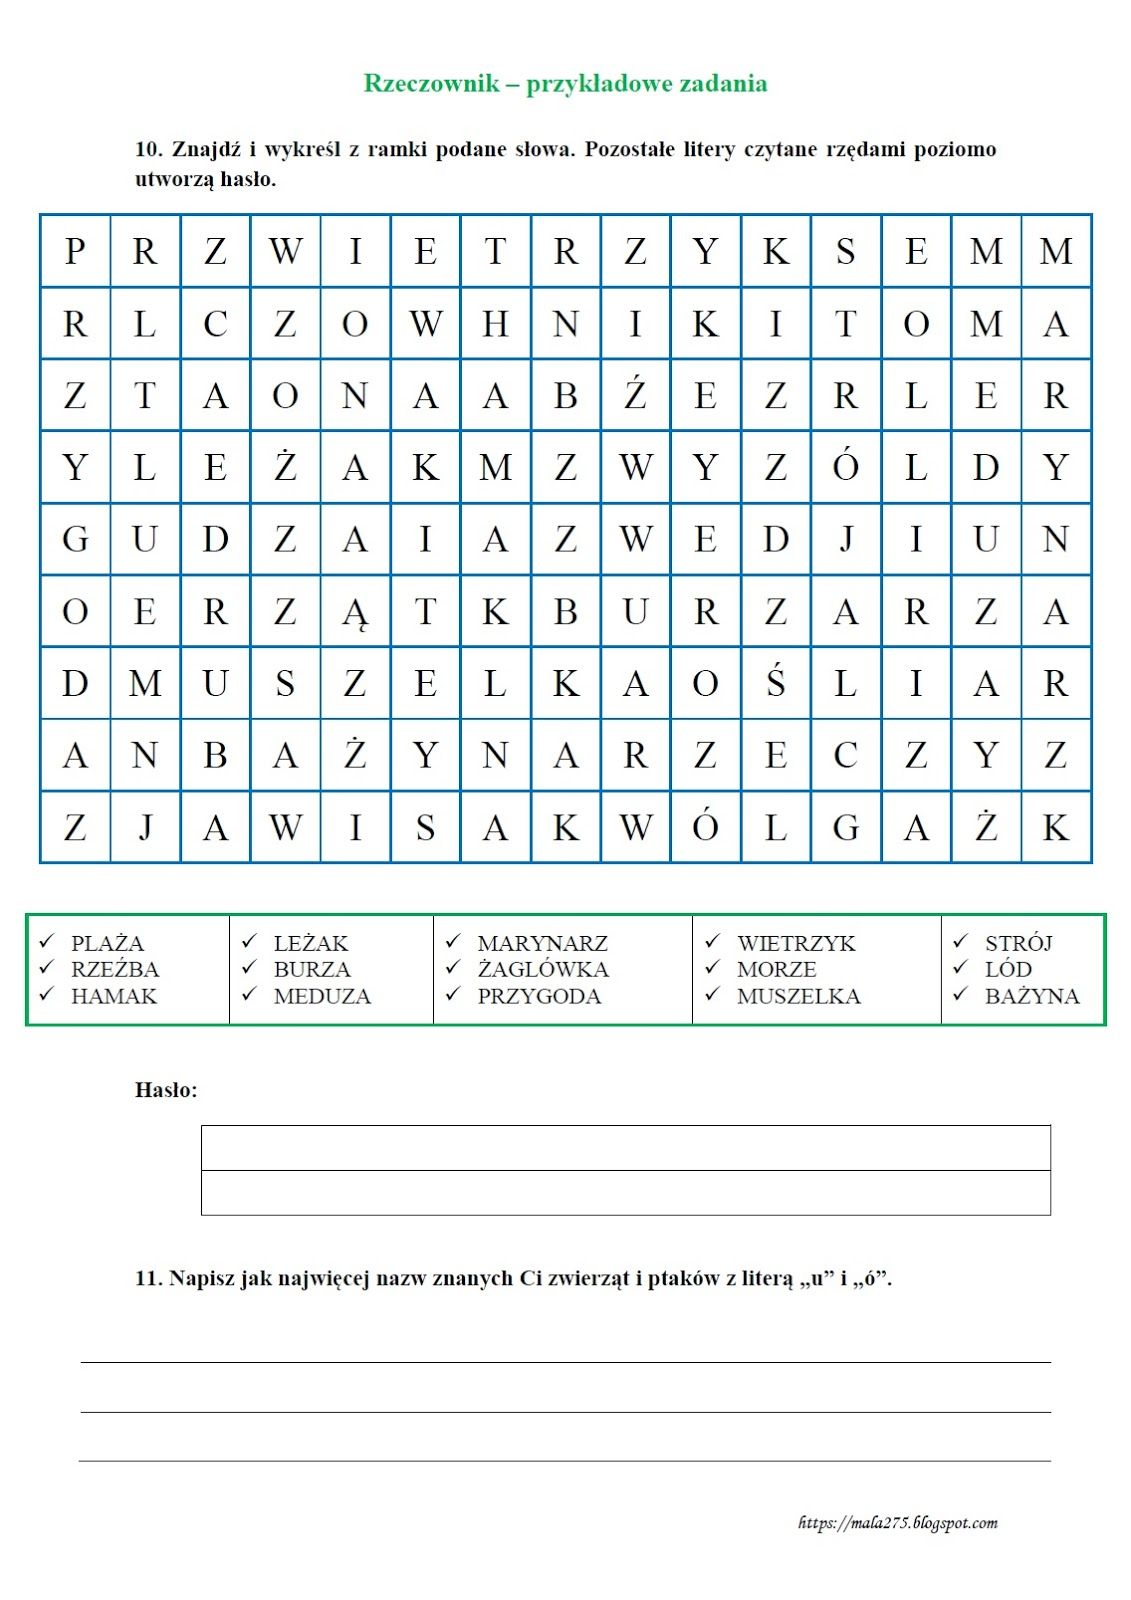 Rzeczownik – przykładowe zadania
10. Znajdź i wykreśl z ramki podane słowa. Pozostałe litery czytane rzędami poziomo
utworzą hasło.
P R Z W I E T R Z Y K S E M M
R L C Z O W H N I K I T O M A
Z T A O N A A B Ź E Z R L E R
Y L E Ż A K M Z W Y Z Ó L D Y
G U D Z A I A Z W E D J I U N
O E R Z Ą T K B U R Z A R Z A
D M U S Z E L K A O Ś L I A R
A N B A Ż Y N A R Z E C Z Y Z
Z J A W I S A K W Ó L G A Ż K
✓ PLAŻA ✓ LEŻAK ✓ MARYNARZ ✓ WIETRZYK ✓ STRÓJ
✓ RZEŹBA ✓ BURZA ✓ ŻAGLÓWKA ✓ MORZE ✓ LÓD
✓ HAMAK ✓ MEDUZA ✓ PRZYGODA ✓ MUSZELKA ✓ BAŻYNA
Hasło:
11. Napisz jak najwięcej nazw znanych Ci zwierząt i ptaków z literą „u” i „ó”.
https://mala275.blogspot.com